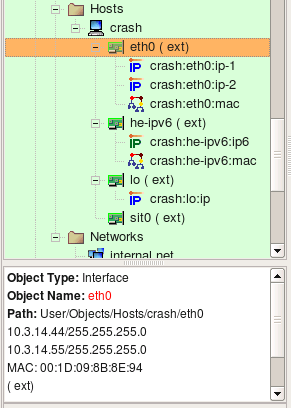 Hosts
crash
eth0 ( ext)
IP crash:eth0:ip-1
IP crash:eth0:ip-2
crash:eth0:mac
he-ipv6 ( ext)
IP crash:he-ipv6:ip6
crash:he-ipv6:mac
lo ( ext)
IP crash:lo:ip
sit0 ( ext)
Networks
internal net
Object Type: Interface
Object Name: eth0
Path: User/Objects/Hosts/crash/eth0
10.3.14.44/255.255.255.0
10.3.14.55/255.255.255.0
MAC: 00:1D:09:8B:8E:94
( ext)